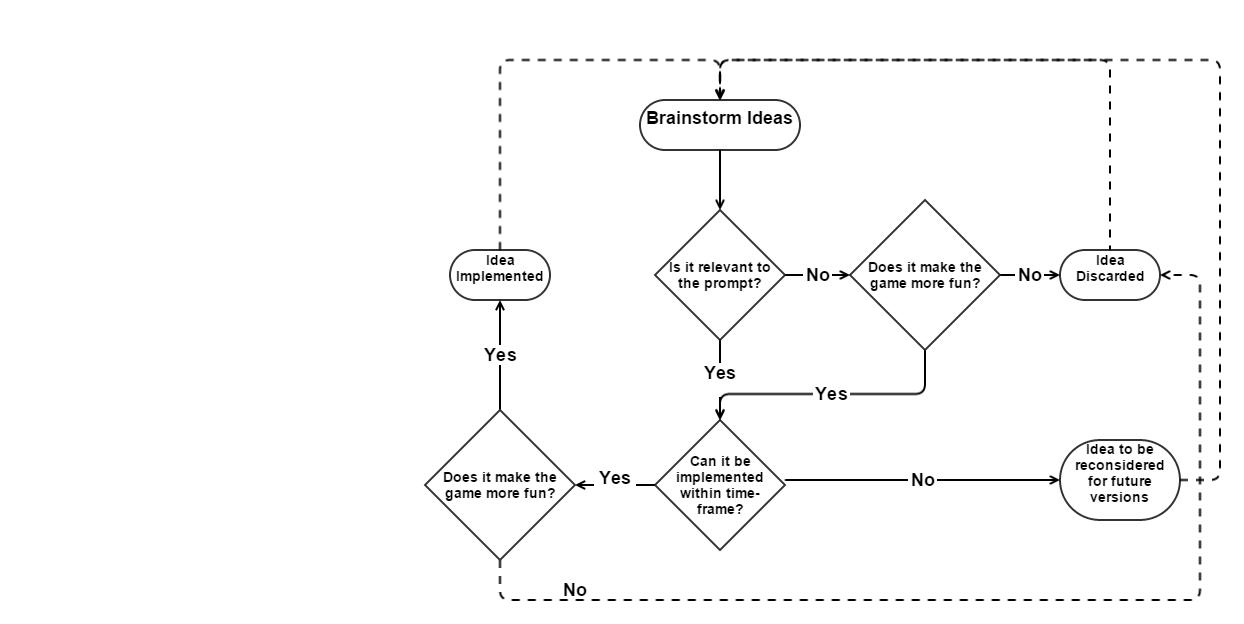 Brainstorm Ideas
Idea
Implemented
Is it relevant to
the prompt?
No
Does it make the
game more fun?
No
Idea
Discarded
Yes
Yes
Yes
Does it make the
game more fun?
Yes
Can it be
implemented
within time-
frame?
No
Idea to be
reconsidered
for future
versions
No